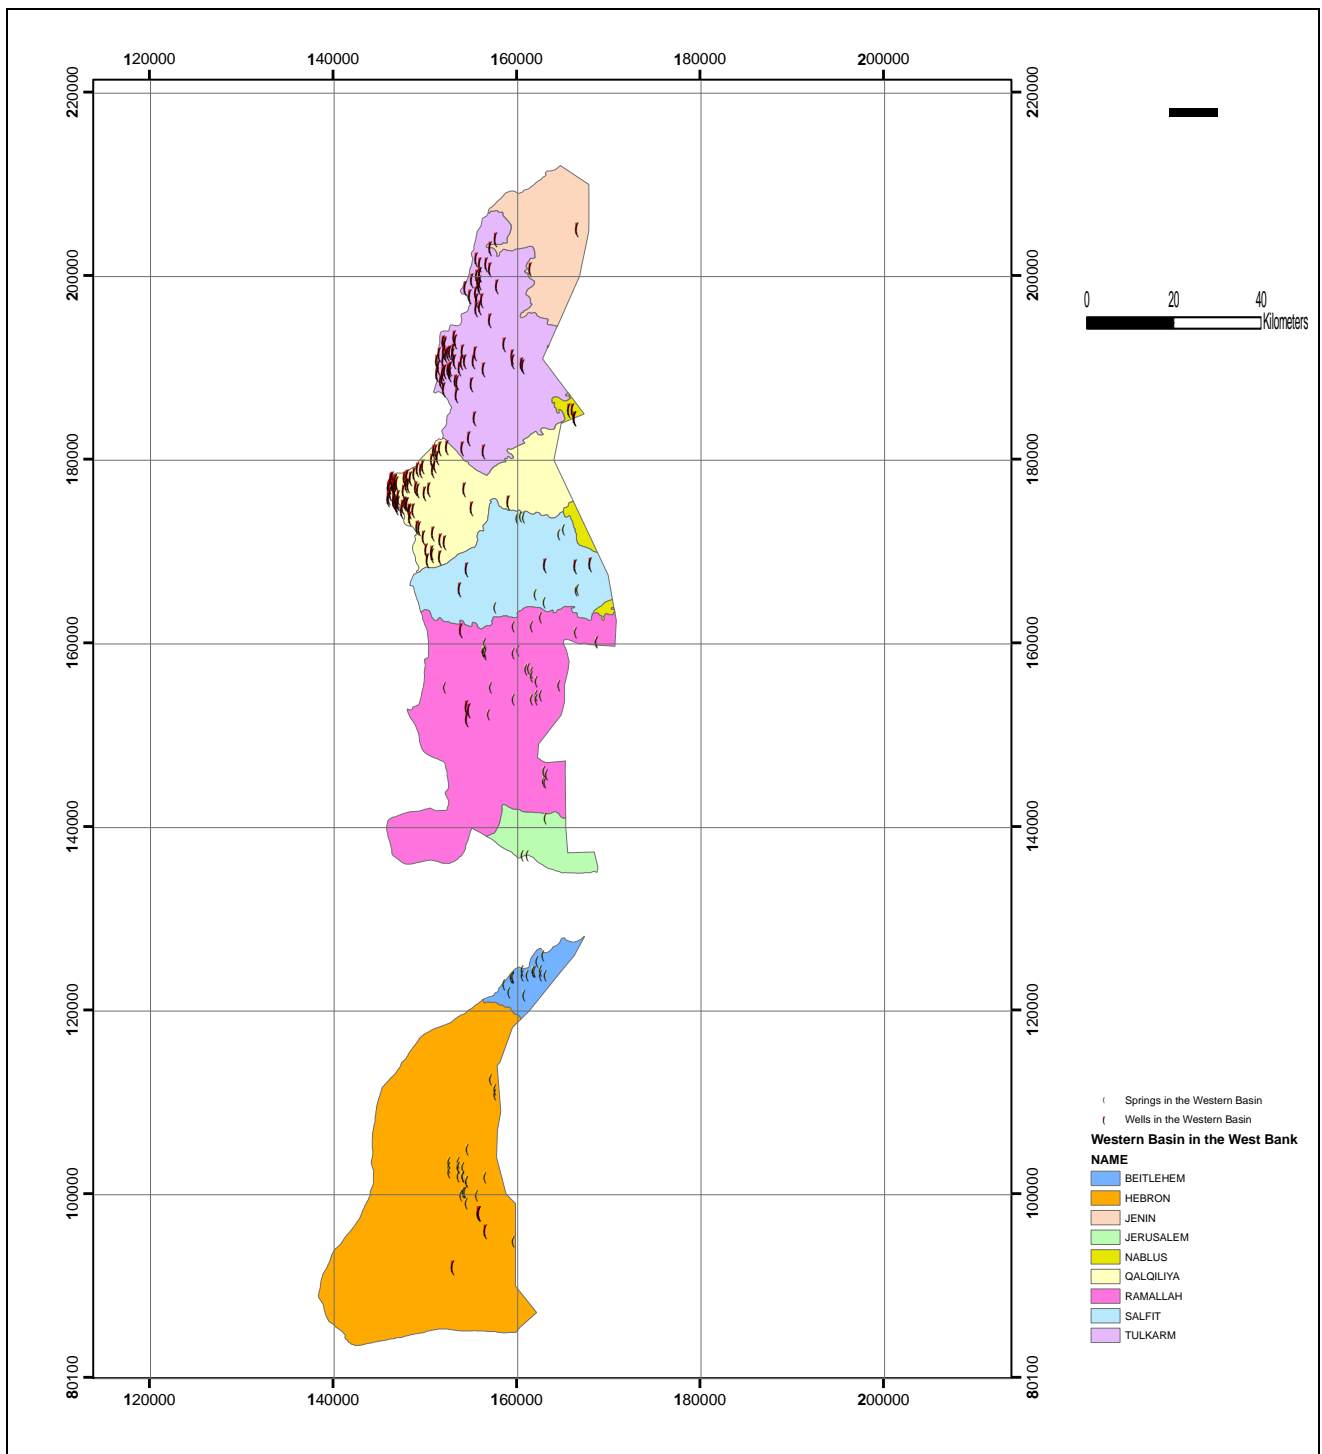 120000 140000 160000 180000 200000
220000 220000
200000 200000
180000 180000
160000 160000
140000 140000
120000 120000
100000 100000
80100 80100
120000 140000 160000 180000 200000
0 20 40
Kilometers
Springs in the Western Basin
Wells in the Western Basin
Western Basin in the West Bank
NAME
BEITLEHEM
HEBRON
JENIN
JERUSALEM
NABLUS
QALQILIYA
RAMALLAH
SALFIT
TULKARM